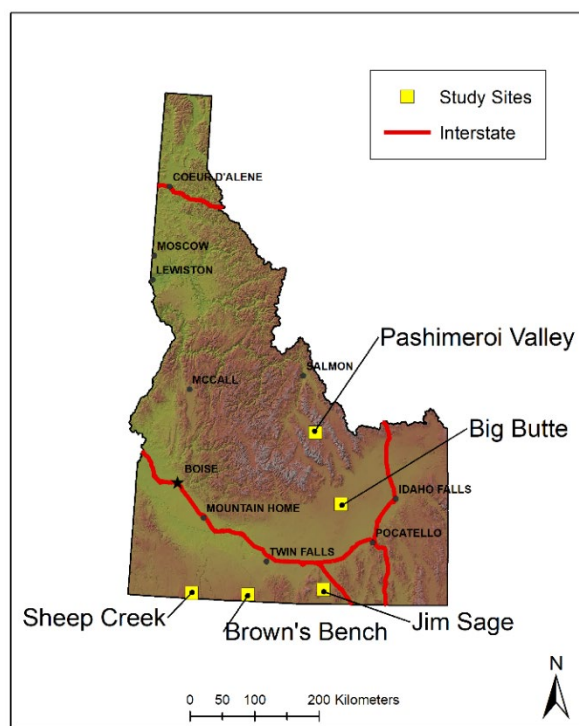 Study Sites
Interstate
COEUR D'ALENE
MOSCOW
LEWISTON
Pashimeroi Valley
SALMON
MCCALL
Big Butte
BOISE
IDAHO FALLS
MOUNTAIN HOME
POCATELLO
TWIN FALLS
Sheep Creek
Brown's Bench
Jim Sage
N
0 50 100 200 Kilometers